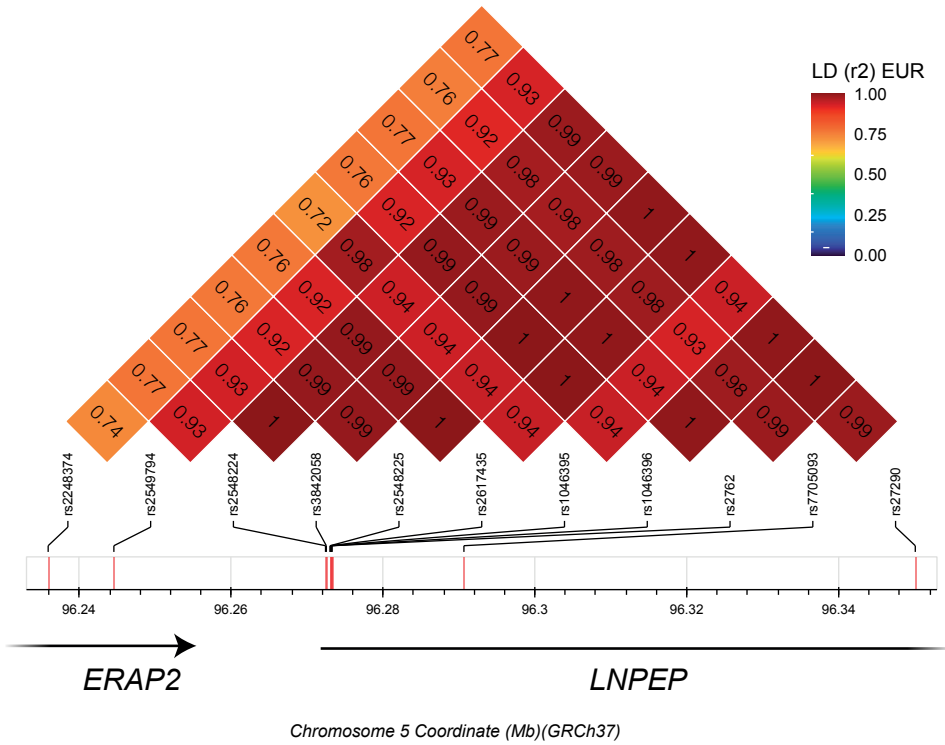 0.77
LD (r2) EUR
0.76 0.93
1.00
0.77 0.92 0.99
0.75
0.76 0.93 0.98 0.99
0.50
0.72 0.92 0.99 0.98 1
0.25
0.76 0.98 0.99 0.99 0.98 1
0.00
0.76 0.92 0.94 0.99 1 0.98 0.94
0.77 0.92 0.99 0.94 1 1 0.93 1
0.77 0.93 0.99 0.99 0.94 1 0.94 0.98 1
0.74 0.93 1 0.99 1 0.94 0.94 1 0.99 0.99
rs2248374
rs2549794
rs2548224
rs3842058
rs2548225
rs2617435
rs1046395
rs1046396
rs2762
rs7705093
rs27290
96.24 96.26 96.28 96.3 96.32 96.34
ERAP2 LNPEP
Chromosome 5 Coordinate (Mb)(GRCh37)